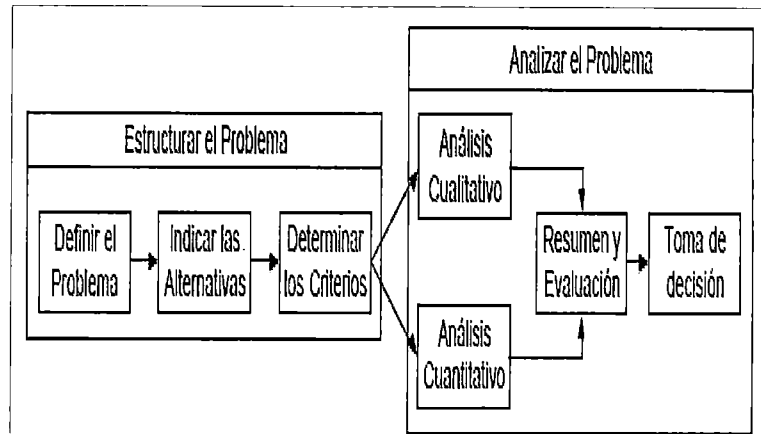 Analizar el Problema
Estructurar el Problema
Definir el
Problema
Indicar las
Alternativas
Determinar
los Criterios
Análisis
Cualitativo
Análisis
Cuantitativo
Resumen y
Evaluación
Toma de
decisión